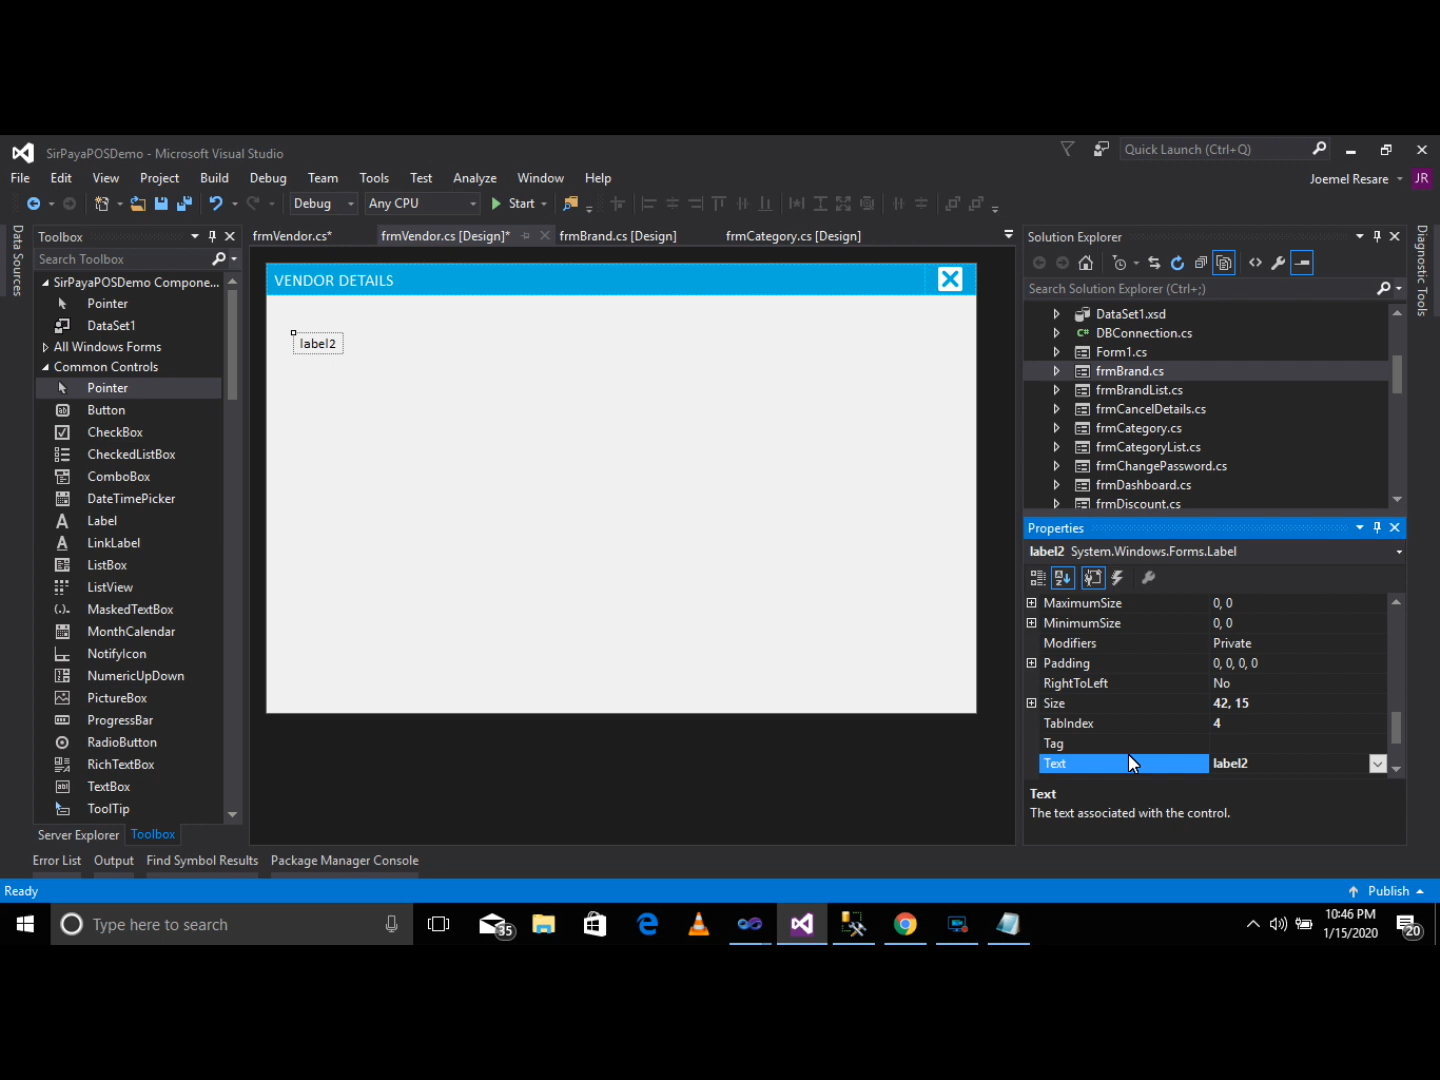 SirPayaPOSDemo - Microsoft Visual Studio
Quick Launch (Ctrl+Q)
File Edit View Project Build Debug Team Tools Test Analyze Window Help
Joemel Resare JR
Debug Any CPU Start
Data Sources
Toolbox
Search Toolbox
SirPayaPOSDemo Compone...
Pointer
DataSet1
All Windows Forms
Common Controls
Pointer
Button
CheckBox
CheckedListBox
ComboBox
DateTimePicker
Label
LinkLabel
ListBox
ListView
MaskedTextBox
MonthCalendar
NotifyIcon
NumericUpDown
PictureBox
ProgressBar
RadioButton
RichTextBox
TextBox
ToolTip
Server Explorer Toolbox
frmVendor.cs* frmVendor.cs [Design]* frmBrand.cs [Design] frmCategory.cs [Design]
VENDOR DETAILS
label2
Solution Explorer
Search Solution Explorer (Ctrl+;)
DataSet1.xsd
DBConnection.cs
Form1.cs
frmBrand.cs
frmBrandList.cs
frmCancelDetails.cs
frmCategory.cs
frmCategoryList.cs
frmChangePassword.cs
frmDashboard.cs
frmDiscount.cs
Properties
label2 System.Windows.Forms.Label
MaximumSize 0, 0
MinimumSize 0, 0
Modifiers Private
Padding 0, 0, 0, 0
RightToLeft No
Size 42, 15
TabIndex 4
Tag
Text label2
Text
The text associated with the control.
Diagnostic Tools
Error List Output Find Symbol Results Package Manager Console
Ready
Publish
Type here to search
35
10:46 PM
1/15/2020
20